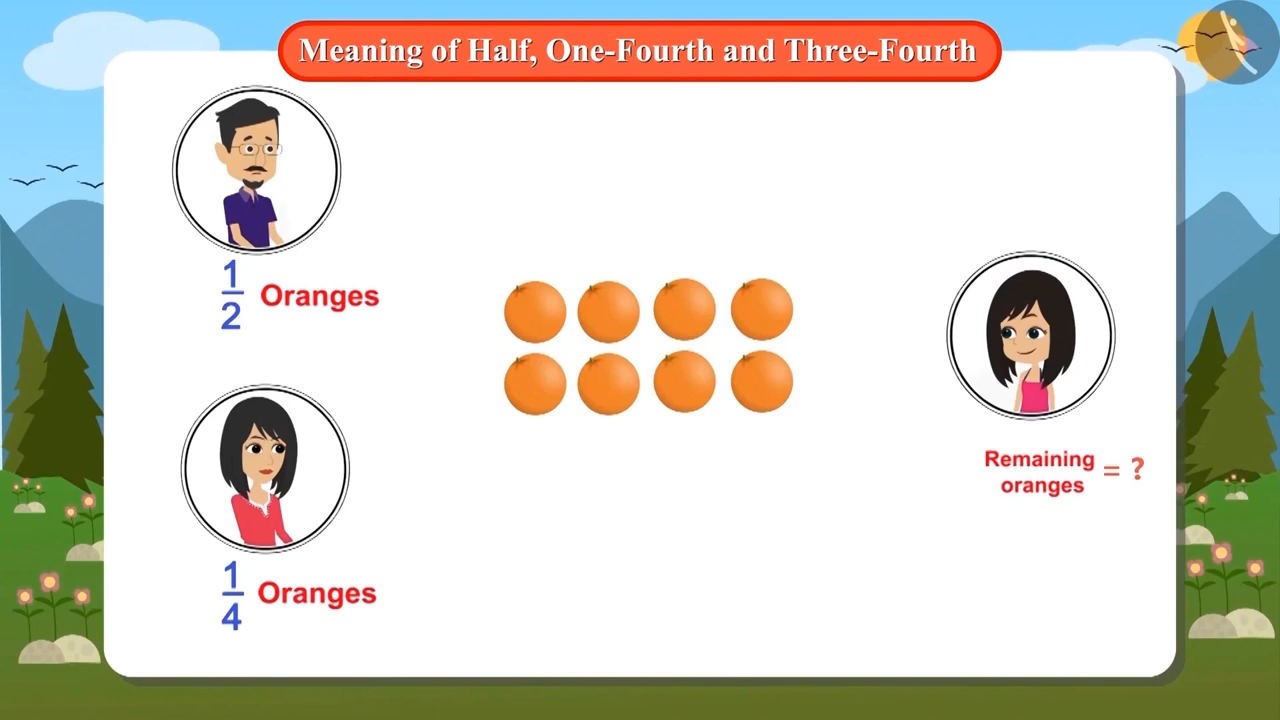 Meaning of Half, One-Fourth and Three-Fourth
1/2 Oranges
1/4 Oranges
Remaining
oranges = ?